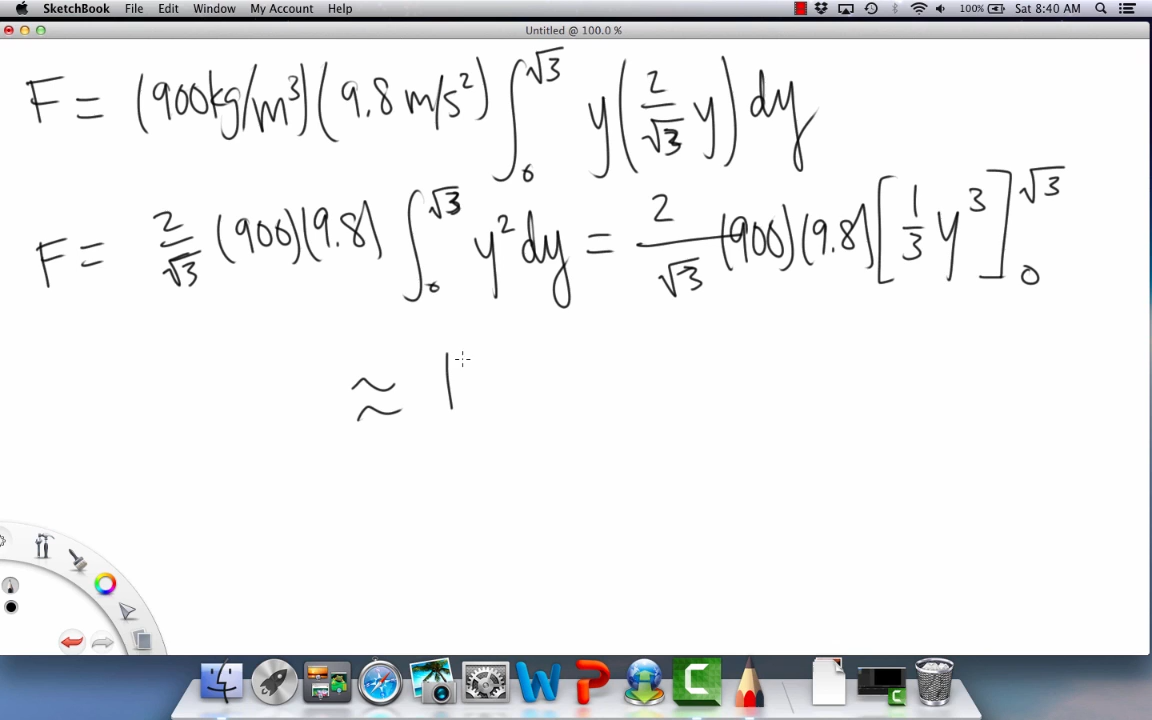 SketchBook File Edit Window My Account Help 100% Sat 8:40 AM
Untitled @ 100.0 %
F = (900kg/m³)(9.8 m/s²) ∫₀^√3 y(2/√3 y) dy
F = 2/√3 (900)(9.8) ∫₀^√3 y² dy = 2/√3 (900)(9.8) [1/3 y³]₀^√3
≈ 1